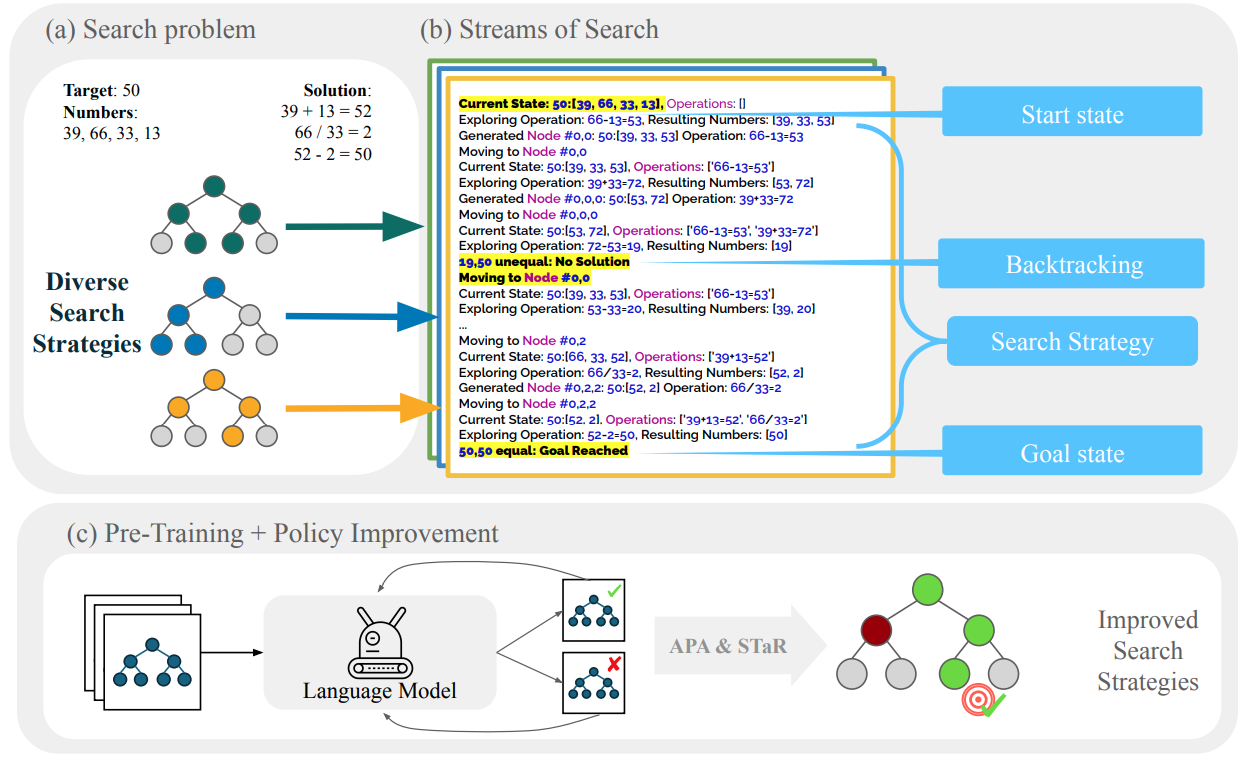 (a) Search problem
Target: 50
Numbers:
39, 66, 33, 13
Solution:
39 + 13 = 52
66 / 33 = 2
52 - 2 = 50
Diverse
Search
Strategies
(b) Streams of Search
Current State: 50:[39, 66, 33, 13], Operations: []
Exploring Operation: 66-13=53, Resulting Numbers: [39, 33, 53]
Generated Node #0,0: 50:[39, 33, 53] Operation: 66-13=53
Moving to Node #0,0
Current State: 50:[39, 33, 53], Operations: ['66-13=53']
Exploring Operation: 39+33=72, Resulting Numbers: [53, 72]
Generated Node #0,0,0: 50:[53, 72] Operation: 39+33=72
Moving to Node #0,0,0
Current State: 50:[53, 72], Operations: ['66-13=53', '39+33=72']
Exploring Operation: 72-53=19, Resulting Numbers: [19]
19,50 unequal: No Solution
Moving to Node #0,0
Current State: 50:[39, 33, 53], Operations: ['66-13=53']
Exploring Operation: 53-33=20, Resulting Numbers: [39, 20]
...
Moving to Node #0,2
Current State: 50:[66, 33, 52], Operations: ['39+13=52']
Exploring Operation: 66/33=2, Resulting Numbers: [52, 2]
Generated Node #0,2,2: 50:[52, 2] Operation: 66/33=2
Moving to Node #0,2,2
Current State: 50:[52, 2], Operations: ['39+13=52', '66/33=2']
Exploring Operation: 52-2=50, Resulting Numbers: [50]
50,50 equal: Goal Reached
Start state
Backtracking
Search Strategy
Goal state
(c) Pre-Training + Policy Improvement
Language Model
APA & STaR
Improved
Search
Strategies